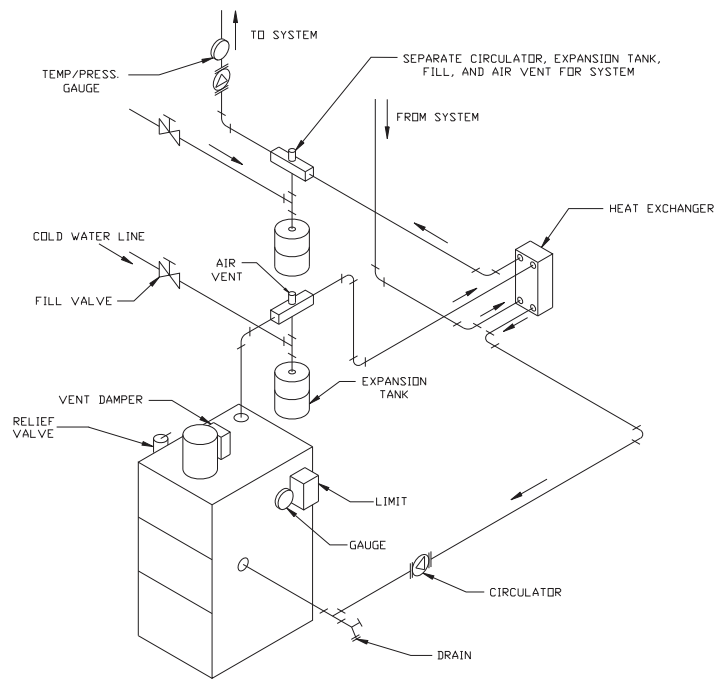 TO SYSTEM
TEMP/PRESS.
GAUGE
SEPARATE CIRCULATOR, EXPANSION TANK,
FILL, AND AIR VENT FOR SYSTEM
FROM SYSTEM
HEAT EXCHANGER
COLD WATER LINE
AIR
VENT
FILL VALVE
EXPANSION
TANK
VENT DAMPER
RELIEF
VALVE
LIMIT
GAUGE
CIRCULATOR
DRAIN